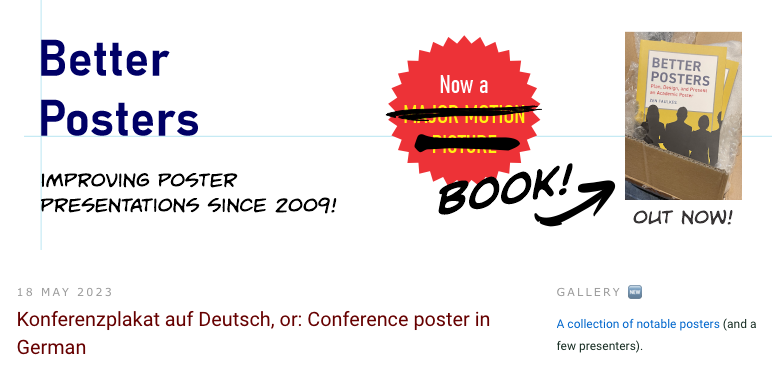 Better
Posters
IMPROVING POSTER
PRESENTATIONS SINCE 2009!
Now a
MAJOR MOTION
PICTURE
BOOK!
BETTER
POSTERS
Plan, Design, and Present
an Academic Poster
ZEN FAULKES
OUT NOW!
18 MAY 2023
Konferenzplakat auf Deutsch, or: Conference poster in
German
GALLERY 🆕
A collection of notable posters (and a
few presenters).